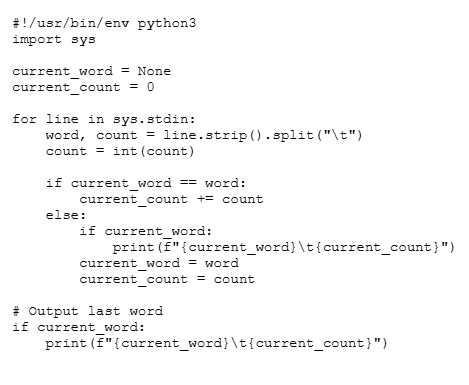 #!/usr/bin/env python3
import sys

current_word = None
current_count = 0

for line in sys.stdin:
    word, count = line.strip().split("\t")
    count = int(count)

    if current_word == word:
        current_count += count
    else:
        if current_word:
            print(f"{current_word}\t{current_count}")
        current_word = word
        current_count = count

# Output last word
if current_word:
    print(f"{current_word}\t{current_count}")